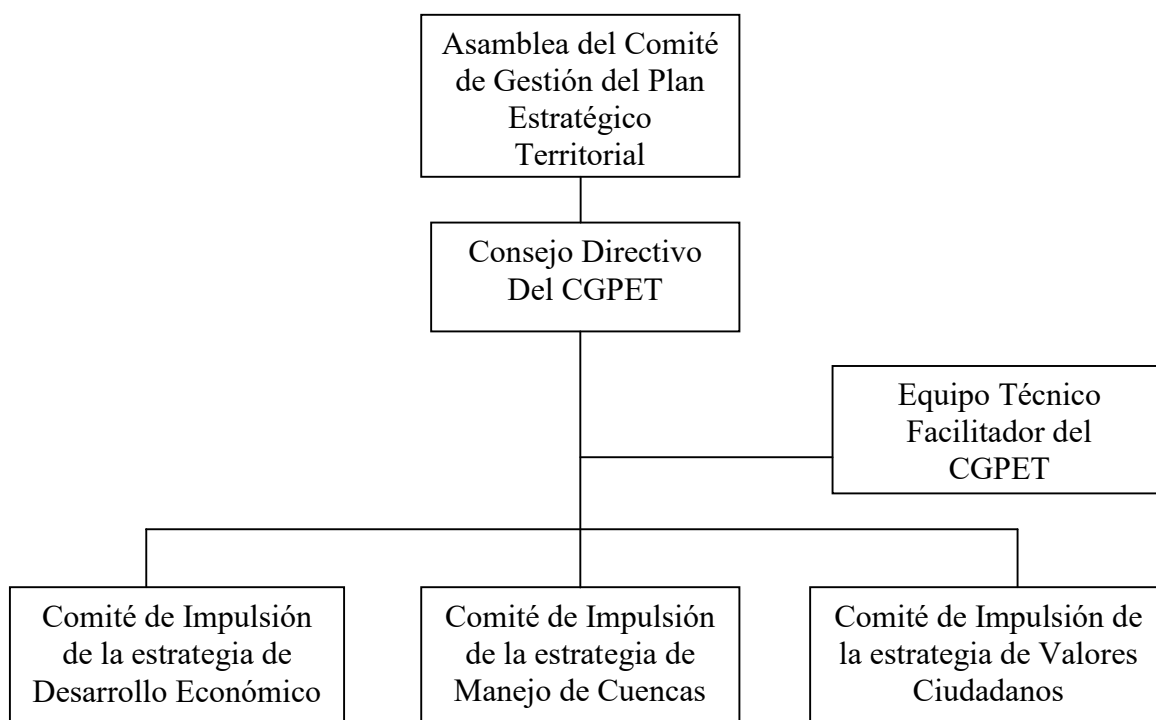 Asamblea del Comité
de Gestión del Plan
Estratégico
Territorial
Consejo Directivo
Del CGPET
Equipo Técnico
Facilitador del
CGPET
Comité de Impulsión
de la estrategia de
Desarrollo Económico
Comité de Impulsión
de la estrategia de
Manejo de Cuencas
Comité de Impulsión de
la estrategia de Valores
Ciudadanos